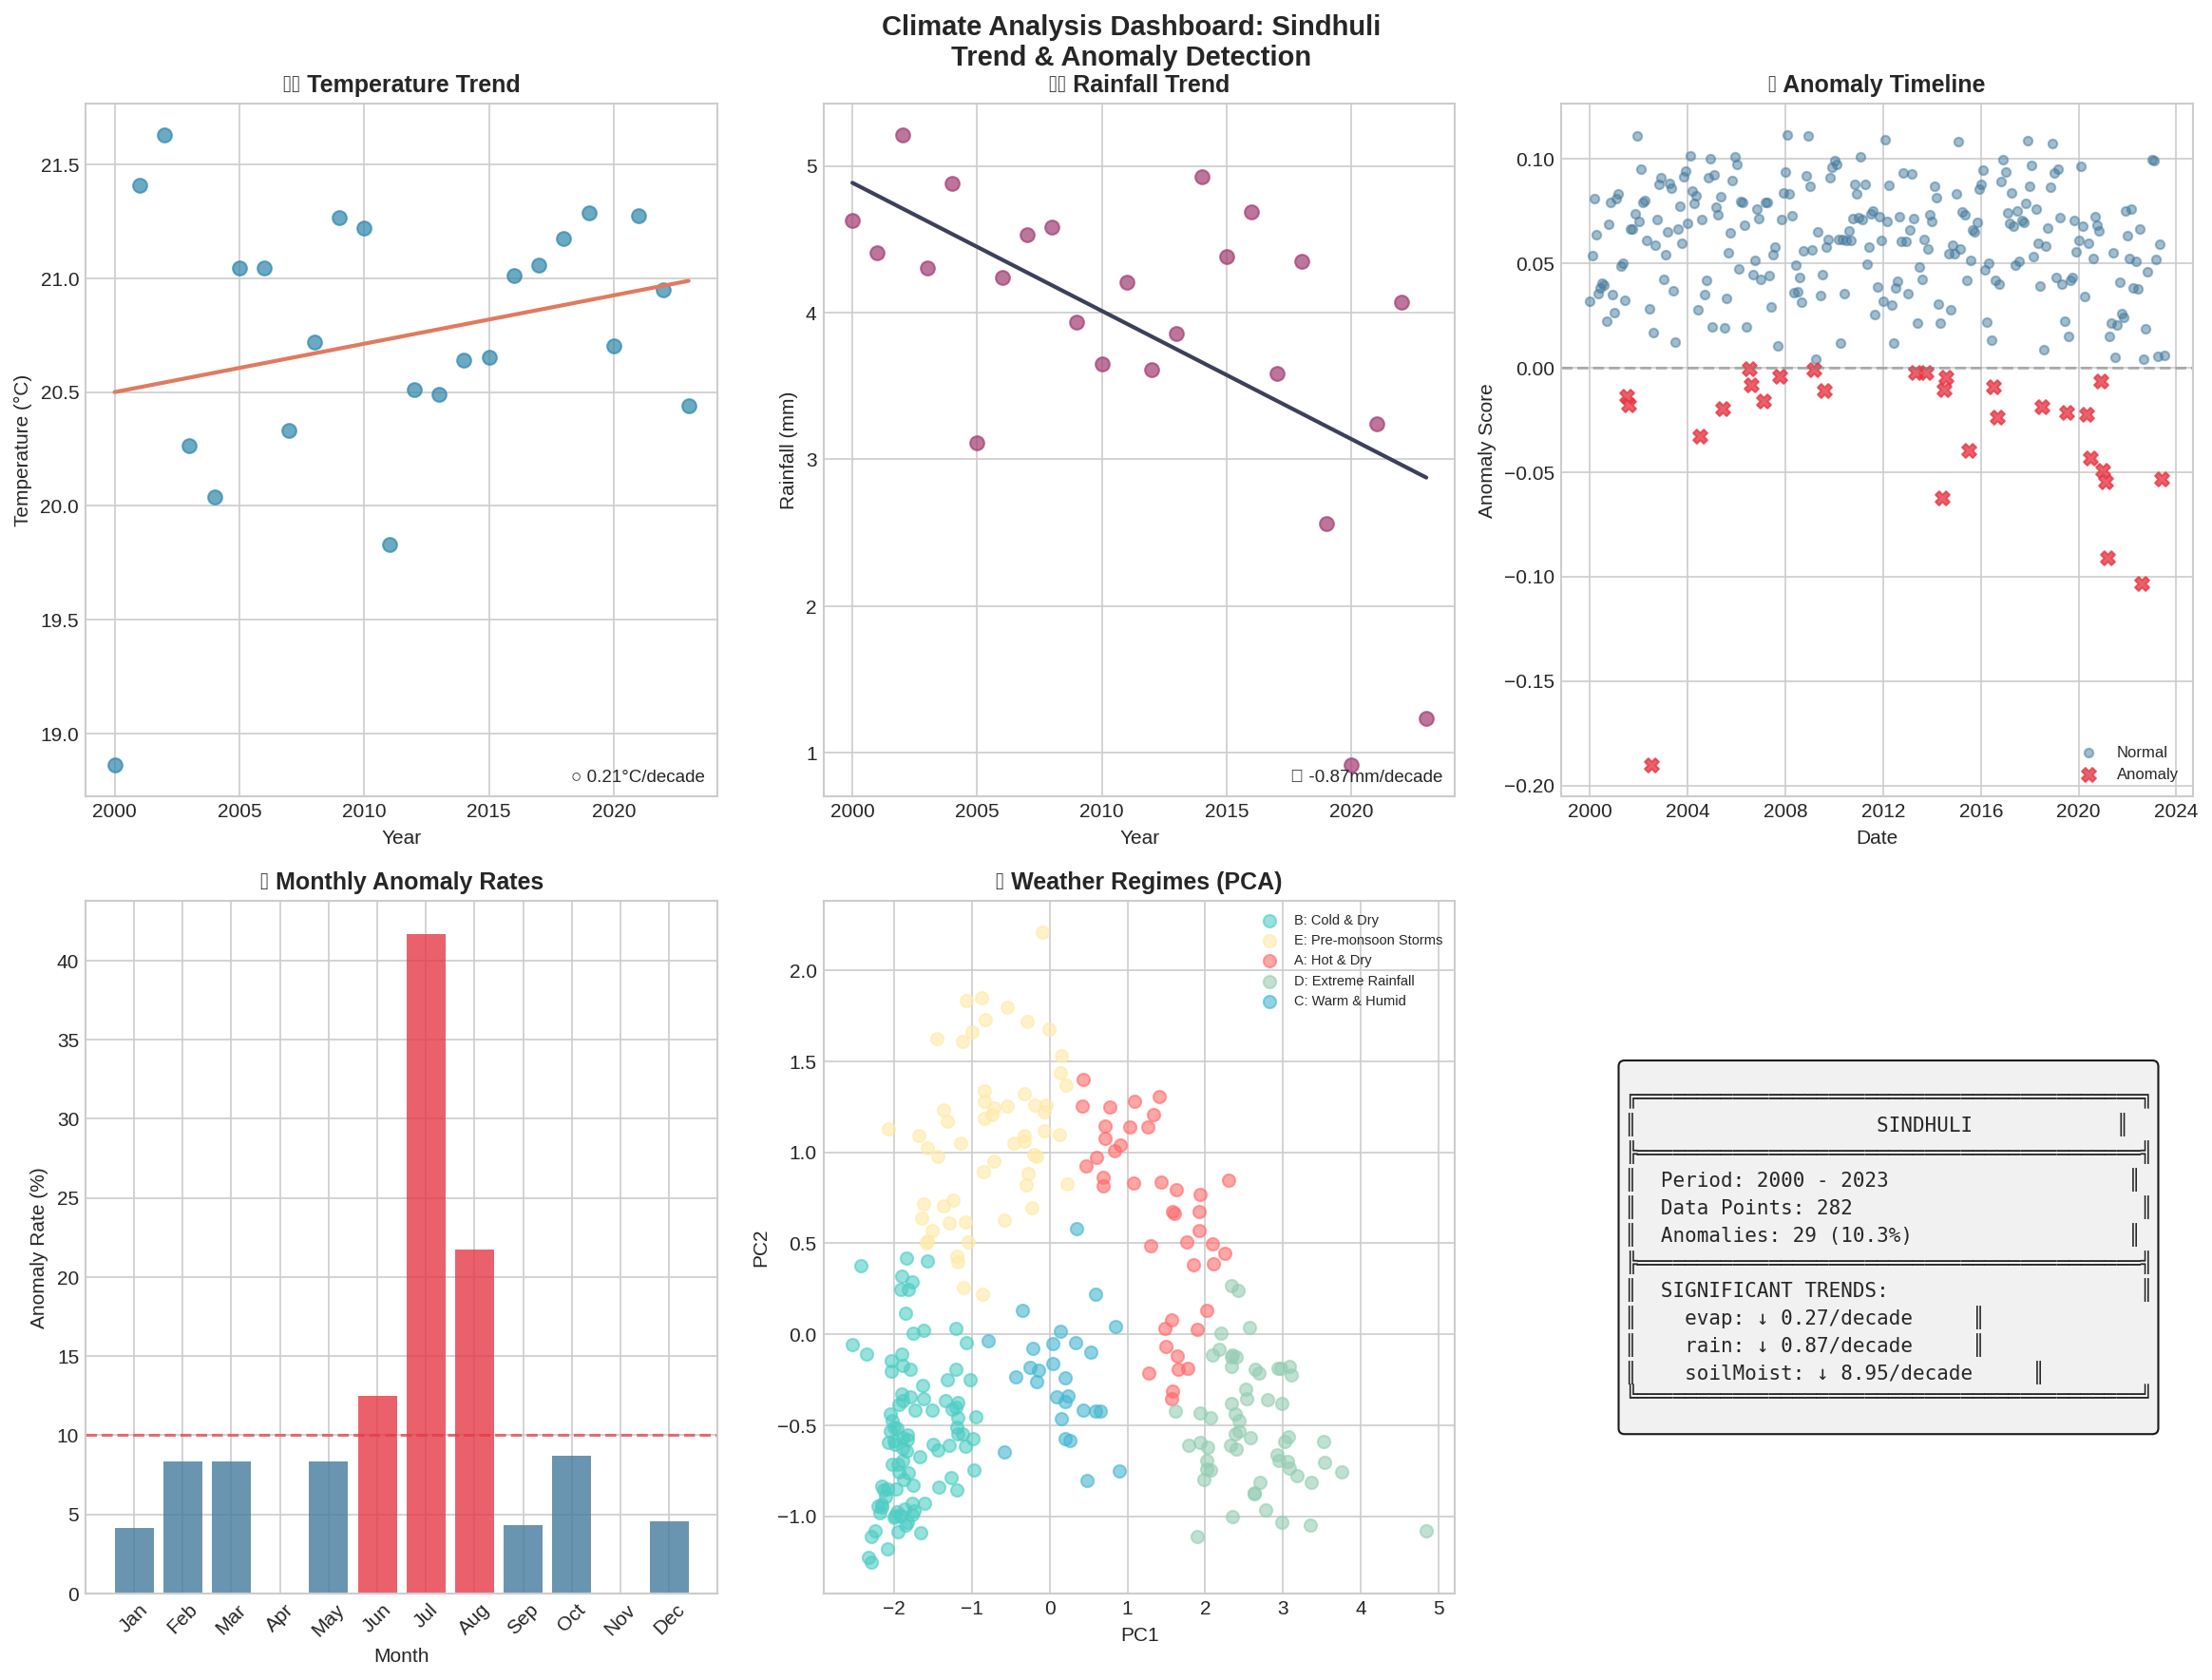 Climate Analysis Dashboard: Sindhuli
Trend & Anomaly Detection
▯▯ Temperature Trend
Temperature (°C)
21.5
21.0
20.5
20.0
19.5
19.0
○ 0.21°C/decade
2000 2005 2010 2015 2020
Year
▯▯ Rainfall Trend
Rainfall (mm)
5
4
3
2
1
▯ -0.87mm/decade
2000 2005 2010 2015 2020
Year
▯ Anomaly Timeline
Anomaly Score
0.10
0.05
0.00
−0.05
−0.10
−0.15
−0.20
Normal
Anomaly
2000 2004 2008 2012 2016 2020 2024
Date
▯ Monthly Anomaly Rates
Anomaly Rate (%)
40
35
30
25
20
15
10
5
0
Jan Feb Mar Apr May Jun Jul Aug Sep Oct Nov Dec
Month
▯ Weather Regimes (PCA)
B: Cold & Dry
E: Pre-monsoon Storms
A: Hot & Dry
D: Extreme Rainfall
C: Warm & Humid
PC2
2.0
1.5
1.0
0.5
0.0
−0.5
−1.0
−2 −1 0 1 2 3 4 5
PC1
SINDHULI
Period: 2000 - 2023
Data Points: 282
Anomalies: 29 (10.3%)
SIGNIFICANT TRENDS:
evap: ↓ 0.27/decade
rain: ↓ 0.87/decade
soilMoist: ↓ 8.95/decade